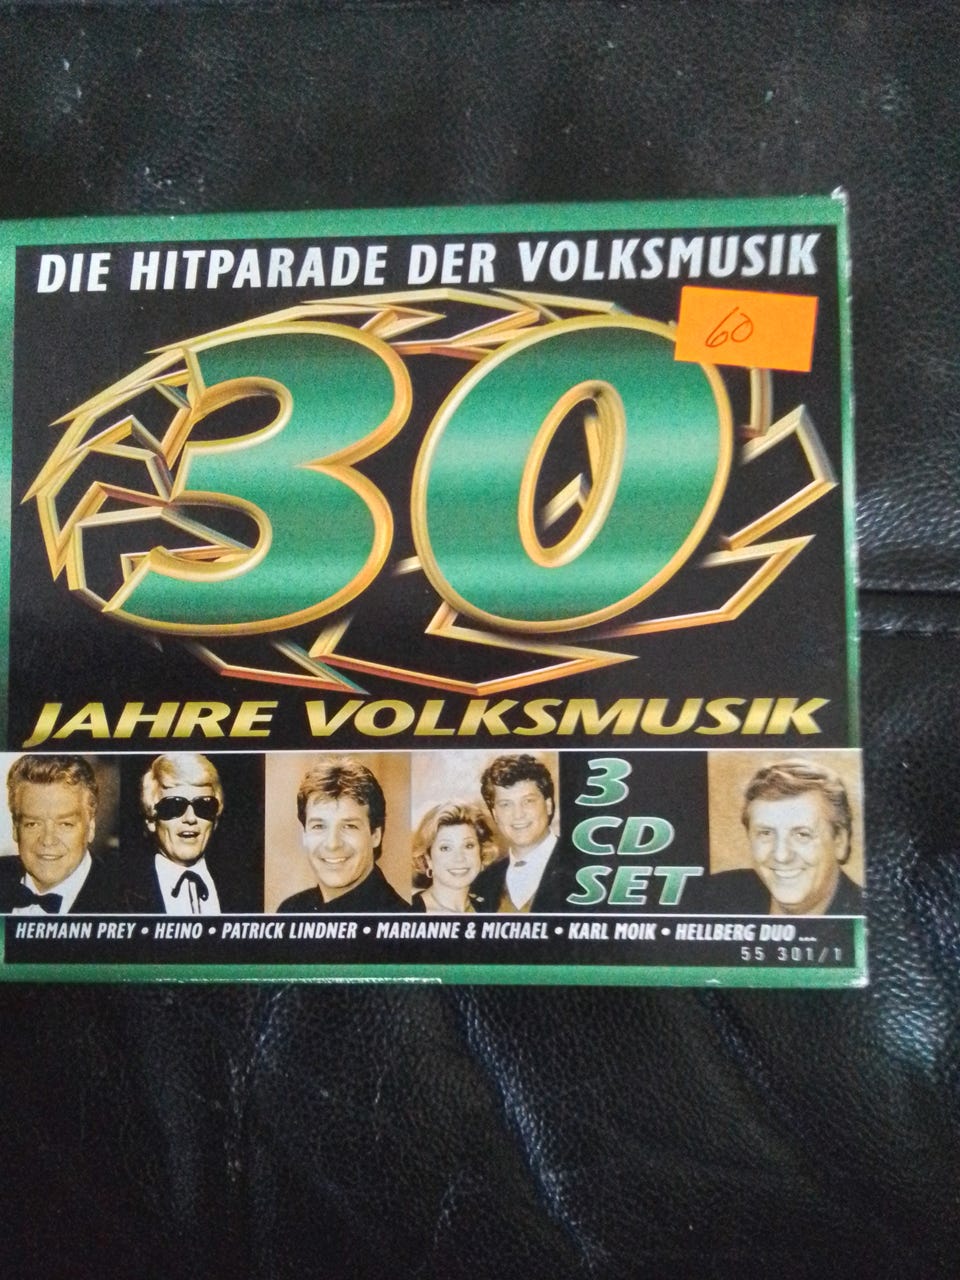 DIE HITPARADE DER VOLKSMUSIK
60
30
JAHRE VOLKSMUSIK
3
CD
SET
HERMANN PREY • HEINO • PATRICK LINDNER • MARIANNE & MICHAEL • KARL MOIK • HELLBERG DUO ...
55 301/1